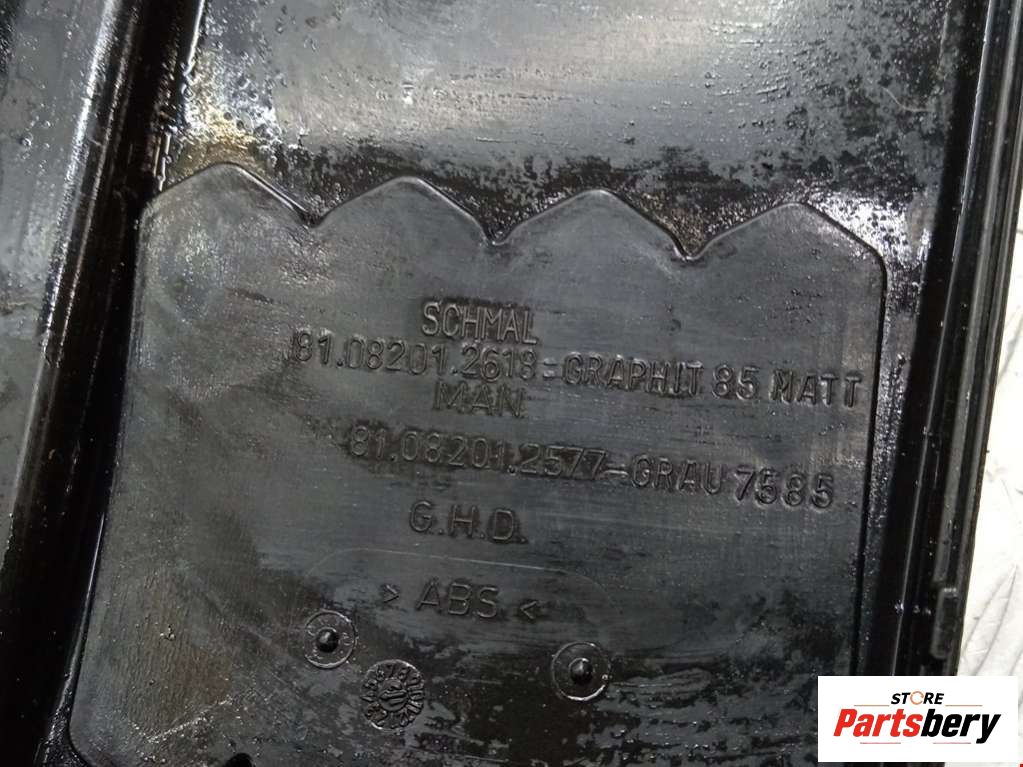 SCHMAL
81.08201.2618-GRAPHIT 85 MATT
MAN
81.08201.2577-GRAU 7585
G.H.D.
> ABS <
STORE
Partsbery